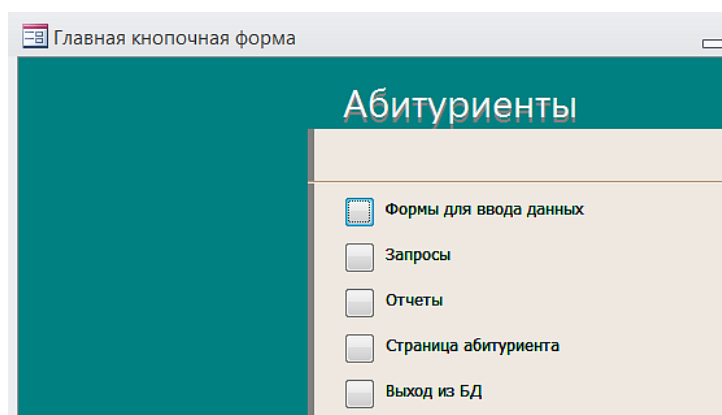 Главная кнопочная форма
Абитуриенты
Формы для ввода данных
Запросы
Отчеты
Страница абитуриента
Выход из БД